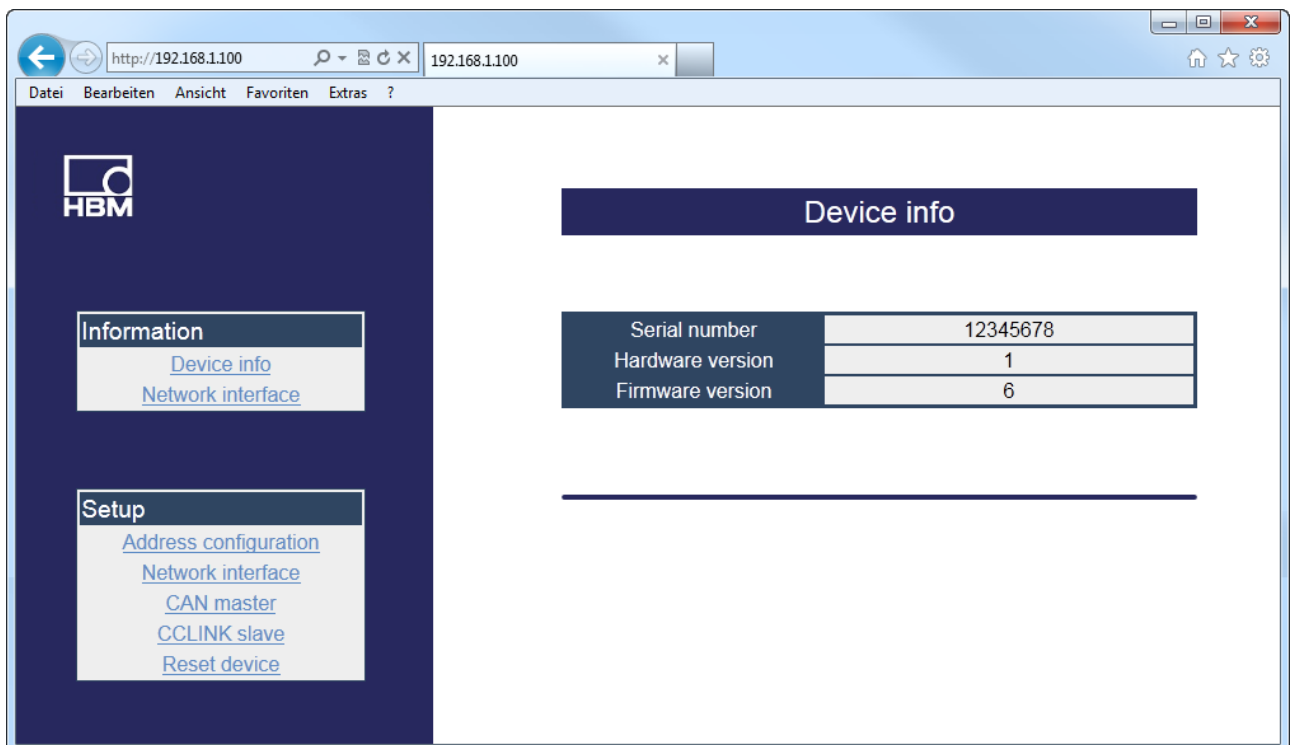 http://192.168.1.100
192.168.1.100
Datei Bearbeiten Ansicht Favoriten Extras ?
HBM
Device info
Information
Device info
Network interface
Serial number 12345678
Hardware version 1
Firmware version 6
Setup
Address configuration
Network interface
CAN master
CCLINK slave
Reset device